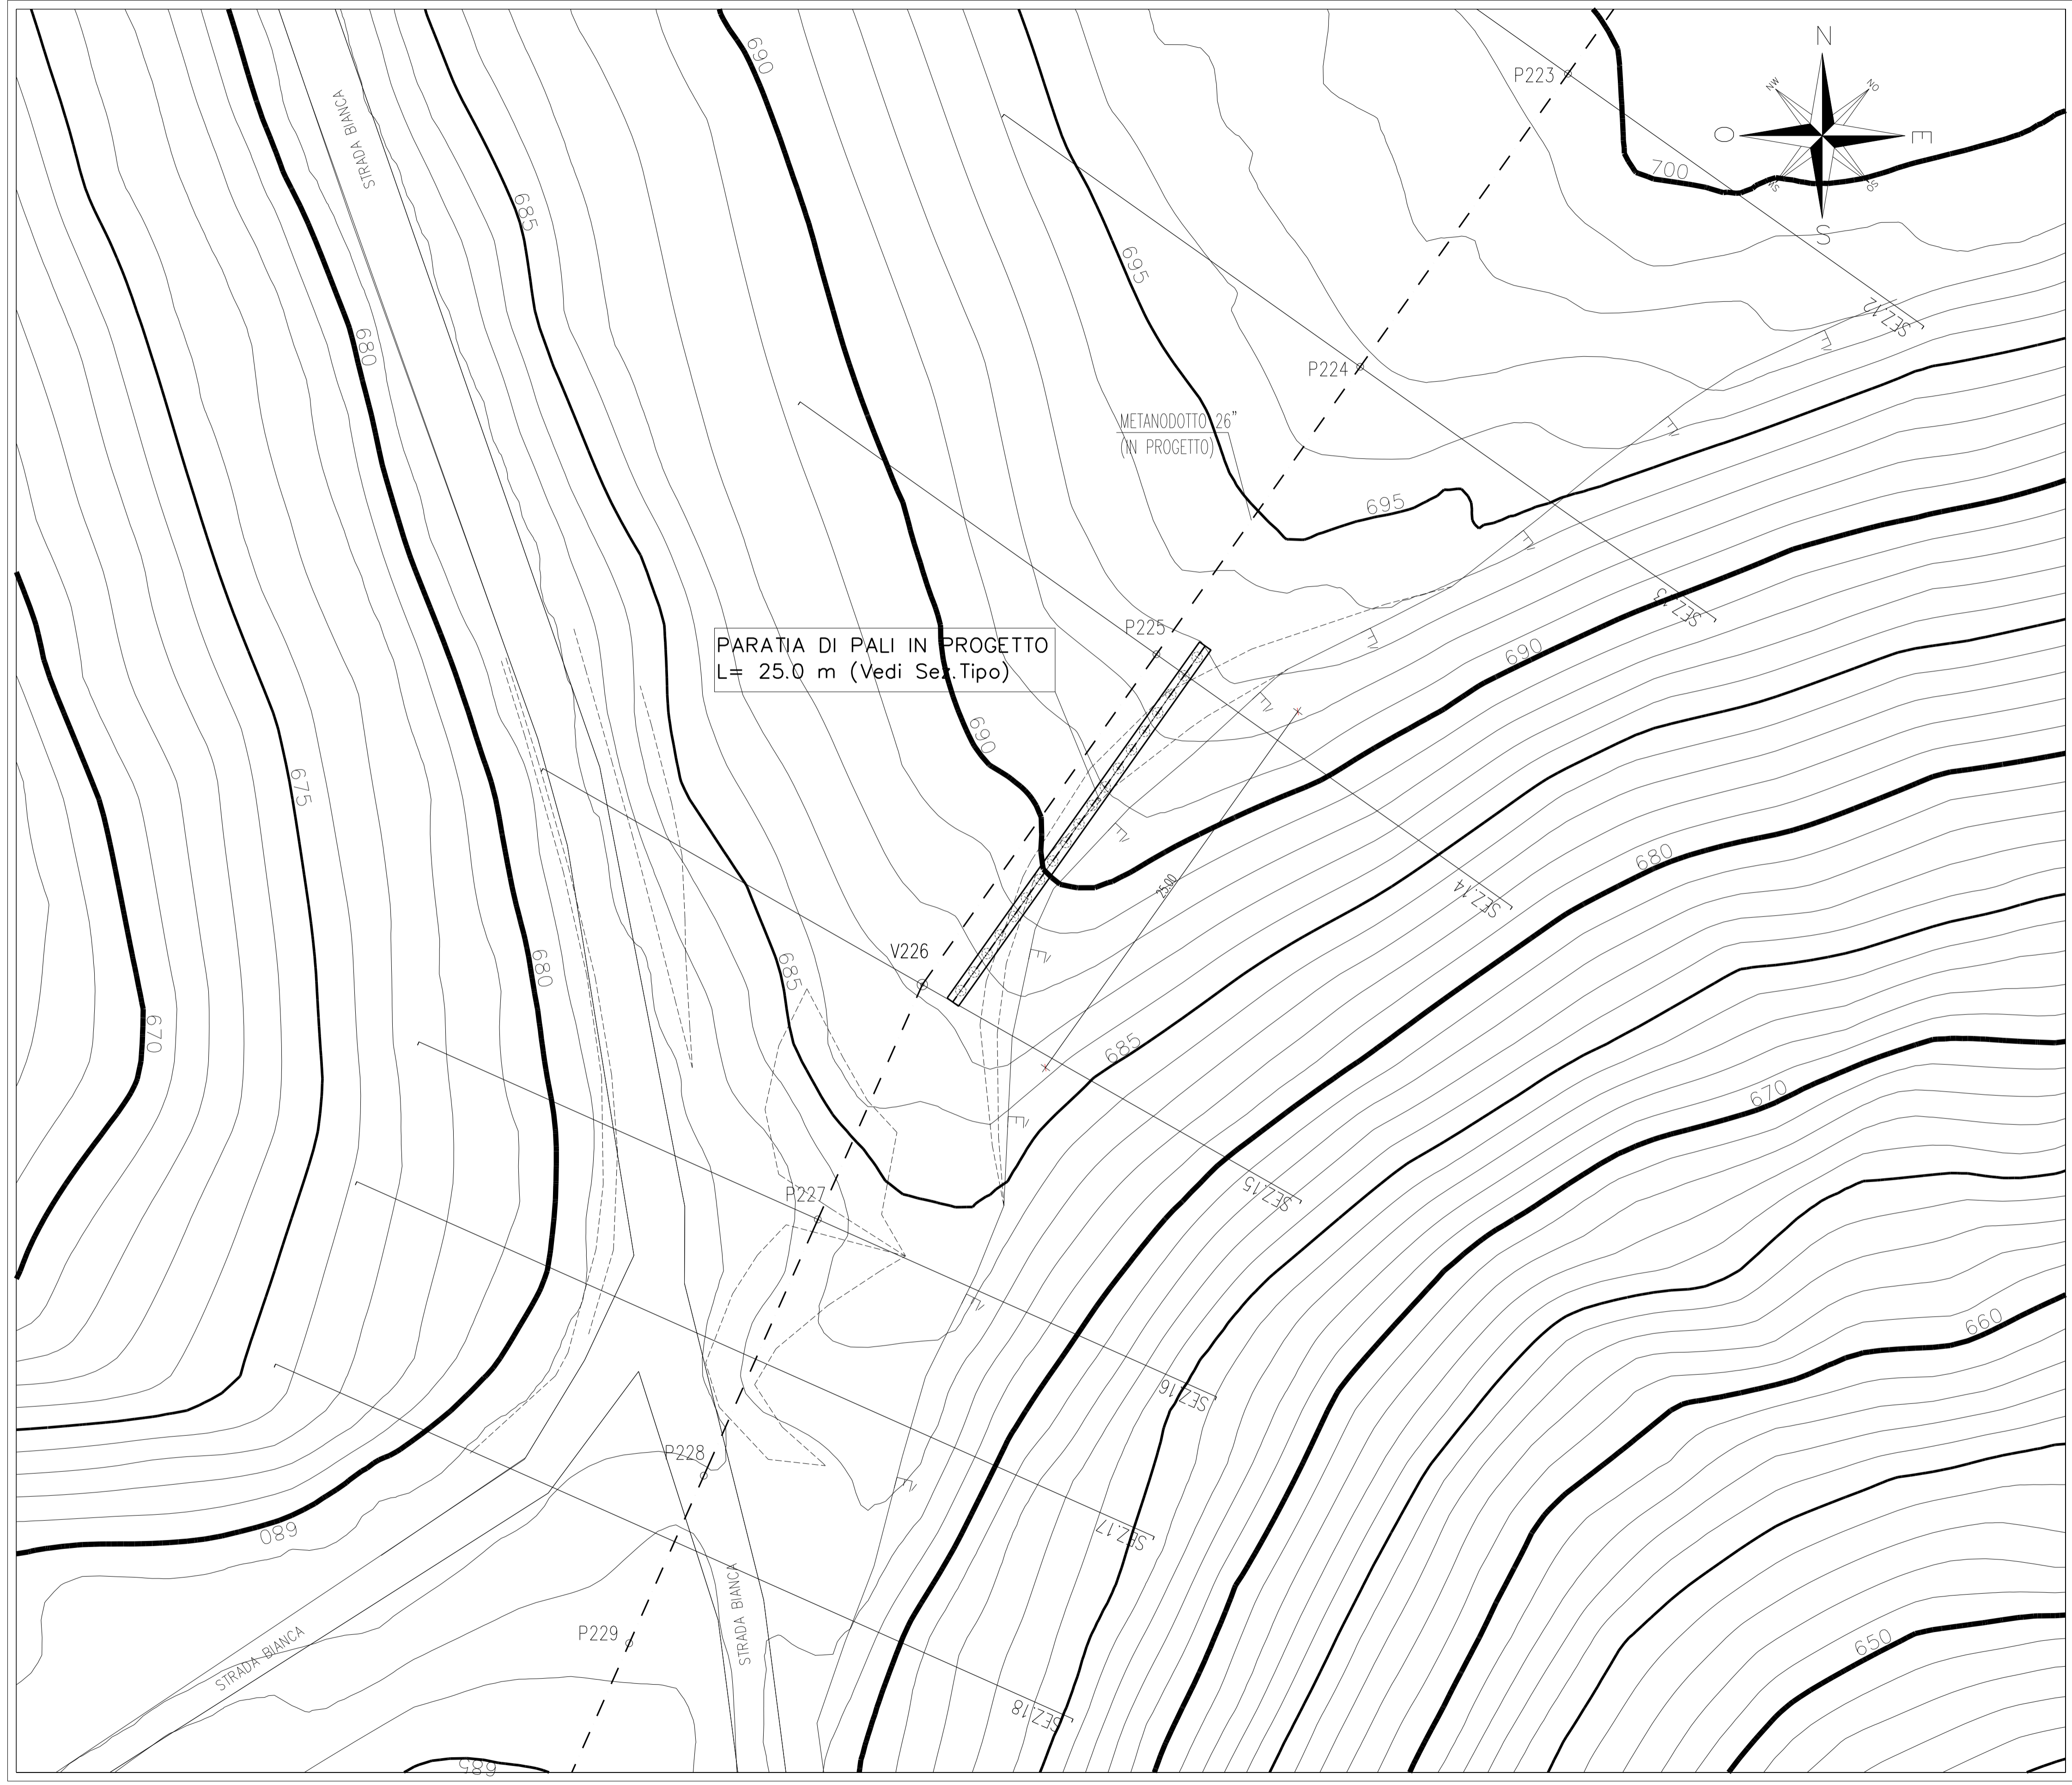 N
NW
NO
O
E
SW
SO
S
P223
700
690
STRADA BIANCA
685
695
SEZ.12
680
P224
METANODOTTO 26"
(IN PROGETTO)
695
SEZ.13
P225
PARATIA DI PALI IN PROGETTO
L= 25.0 m (Vedi Sez.Tipo)
690
690
675
680
25.00
SEZ.14
V226
685
680
670
685
670
SEZ.15
P227
660
SEZ.16
P228
680
SEZ.17
STRADA BIANCA
P229
STRADA BIANCA
650
SEZ.18
685